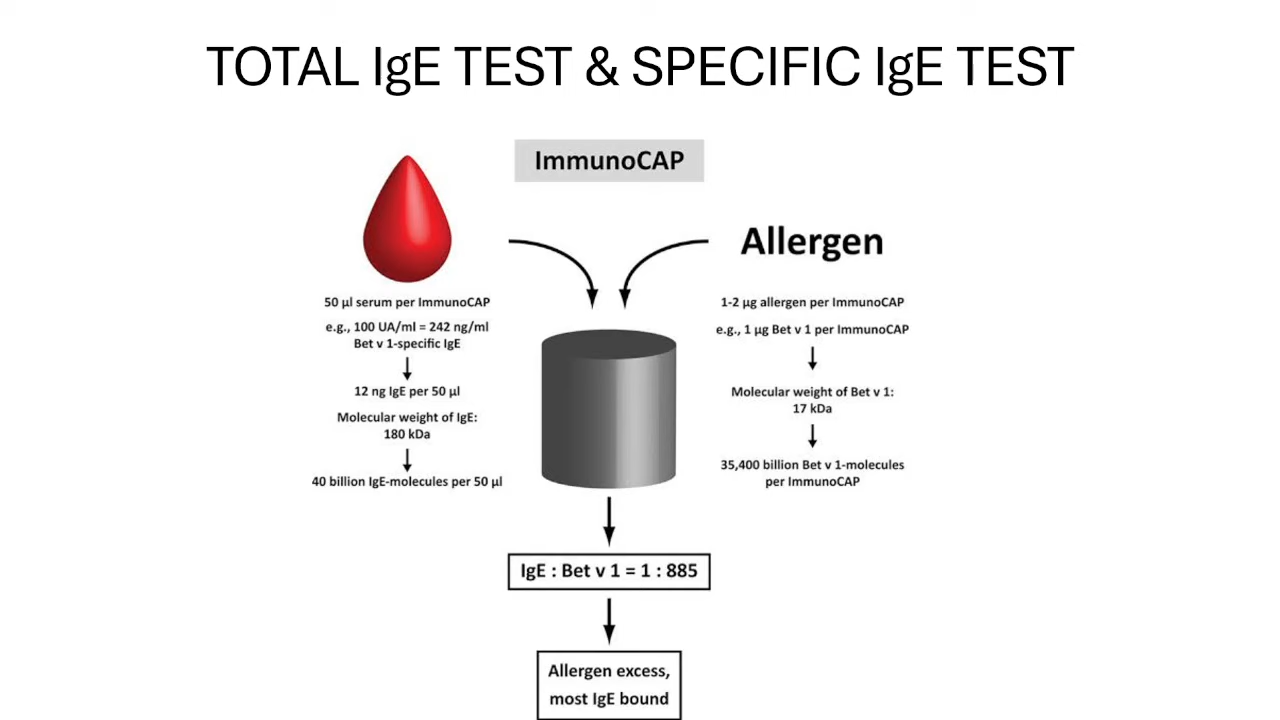 TOTAL IgE TEST & SPECIFIC IgE TEST
ImmunoCAP
Allergen
50 µl serum per ImmunoCAP
e.g., 100 UA/ml = 242 ng/ml
Bet v 1-specific IgE
12 ng IgE per 50 µl
Molecular weight of IgE:
180 kDa
40 billion IgE-molecules per 50 µl
1-2 µg allergen per ImmunoCAP
e.g., 1 µg Bet v 1 per ImmunoCAP
Molecular weight of Bet v 1:
17 kDa
35,400 billion Bet v 1-molecules
per ImmunoCAP
IgE : Bet v 1 = 1 : 885
Allergen excess,
most IgE bound